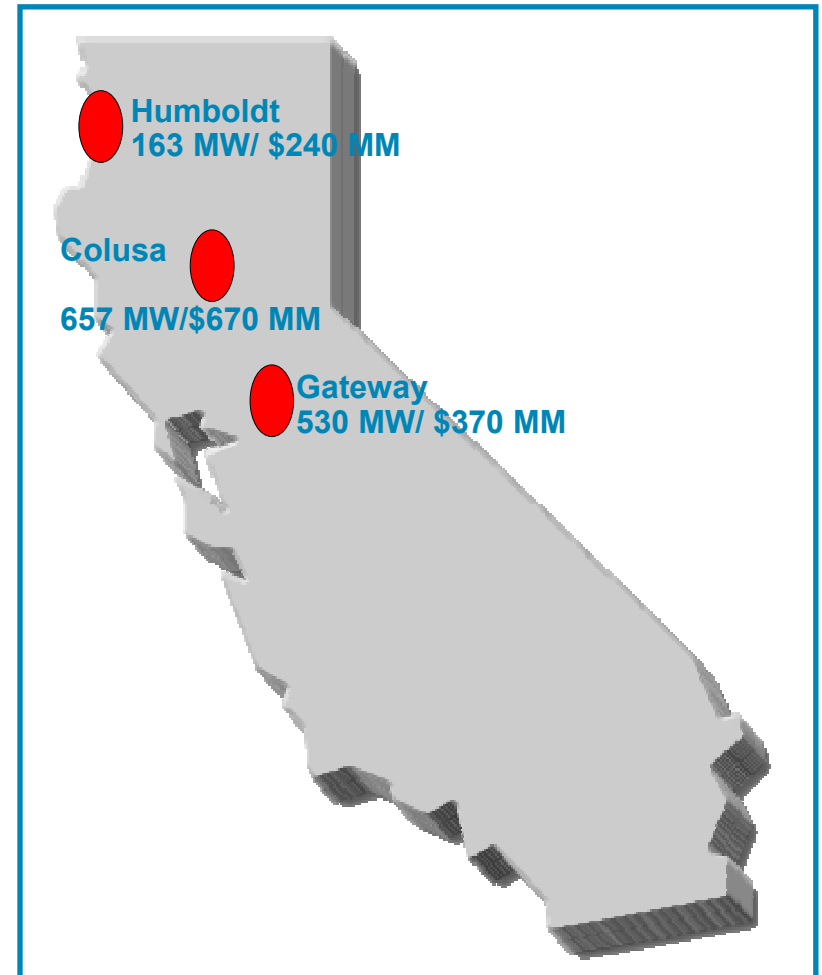 Humboldt
163 MW/ $240 MM
Colusa
657 MW/$670 MM
Gateway
530 MW/ $370 MM